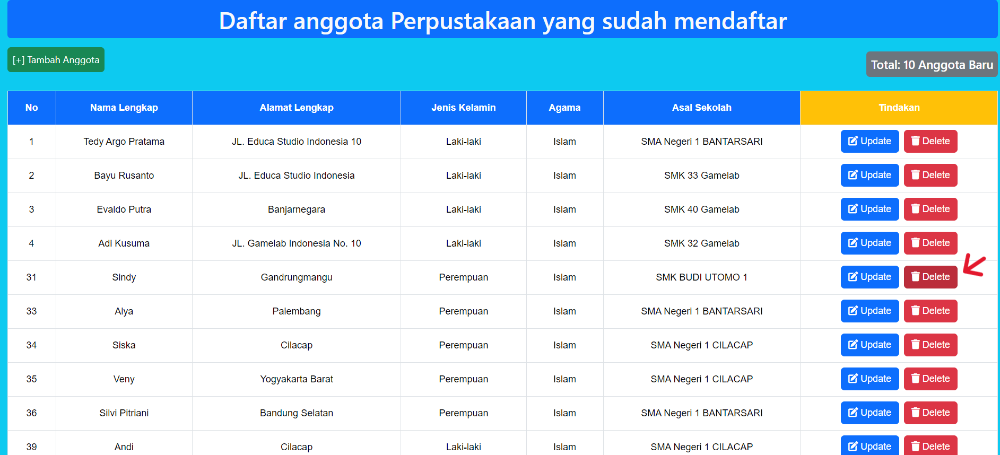 Daftar anggota Perpustakaan yang sudah mendaftar
[+] Tambah Anggota
Total: 10 Anggota Baru
No Nama Lengkap Alamat Lengkap Jenis Kelamin Agama Asal Sekolah Tindakan
1 Tedy Argo Pratama JL. Educa Studio Indonesia 10 Laki-laki Islam SMA Negeri 1 BANTARSARI Update Delete
2 Bayu Rusanto JL. Educa Studio Indonesia Laki-laki Islam SMK 33 Gamelab Update Delete
3 Evaldo Putra Banjarnegara Laki-laki Islam SMK 40 Gamelab Update Delete
4 Adi Kusuma JL. Gamelab Indonesia No. 10 Laki-laki Islam SMK 32 Gamelab Update Delete
31 Sindy Gandrungmangu Perempuan Islam SMK BUDI UTOMO 1 Update Delete
33 Alya Palembang Perempuan Islam SMA Negeri 1 BANTARSARI Update Delete
34 Siska Cilacap Perempuan Islam SMA Negeri 1 CILACAP Update Delete
35 Veny Yogyakarta Barat Perempuan Islam SMA Negeri 1 CILACAP Update Delete
36 Silvi Pitriani Bandung Selatan Perempuan Islam SMA Negeri 1 BANTARSARI Update Delete
39 Andi Cilacap Laki-laki Islam SMA Negeri 1 CILACAP Update Delete